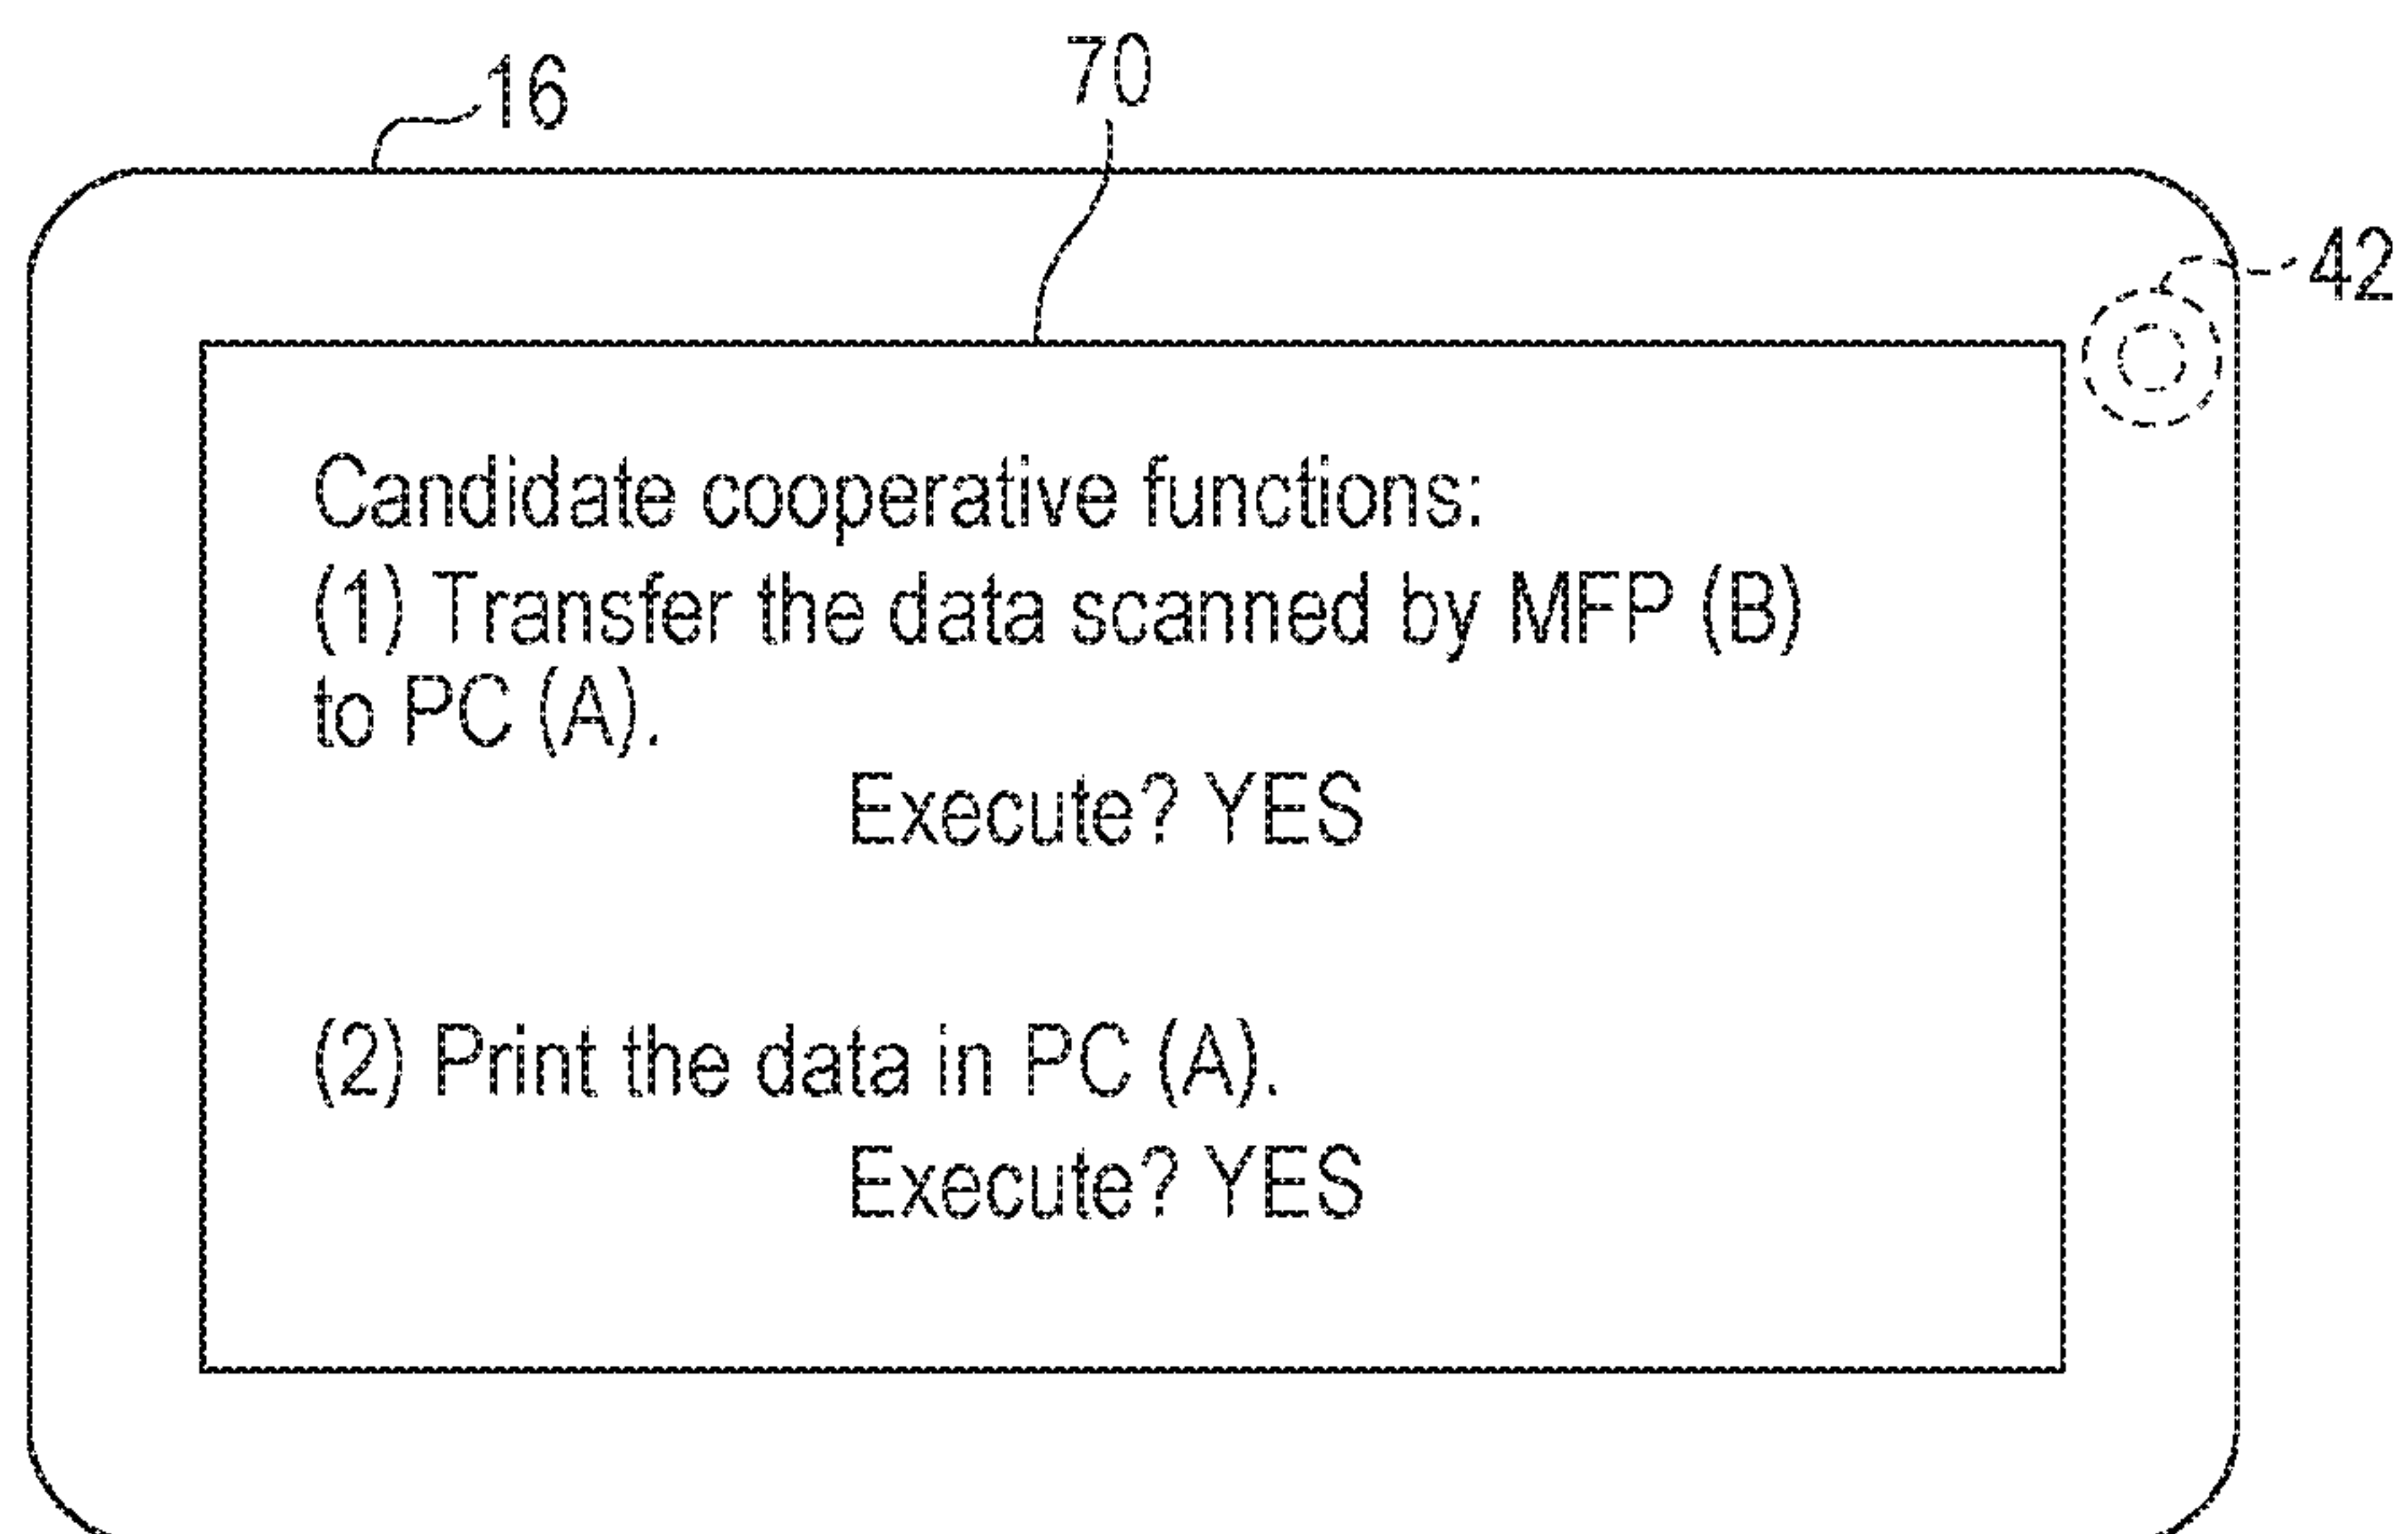 16
70
42
Candidate cooperative functions:
(1) Transfer the data scanned by MFP (B)
to PC (A).
Execute? YES
(2) Print the data in PC (A).
Execute? YES